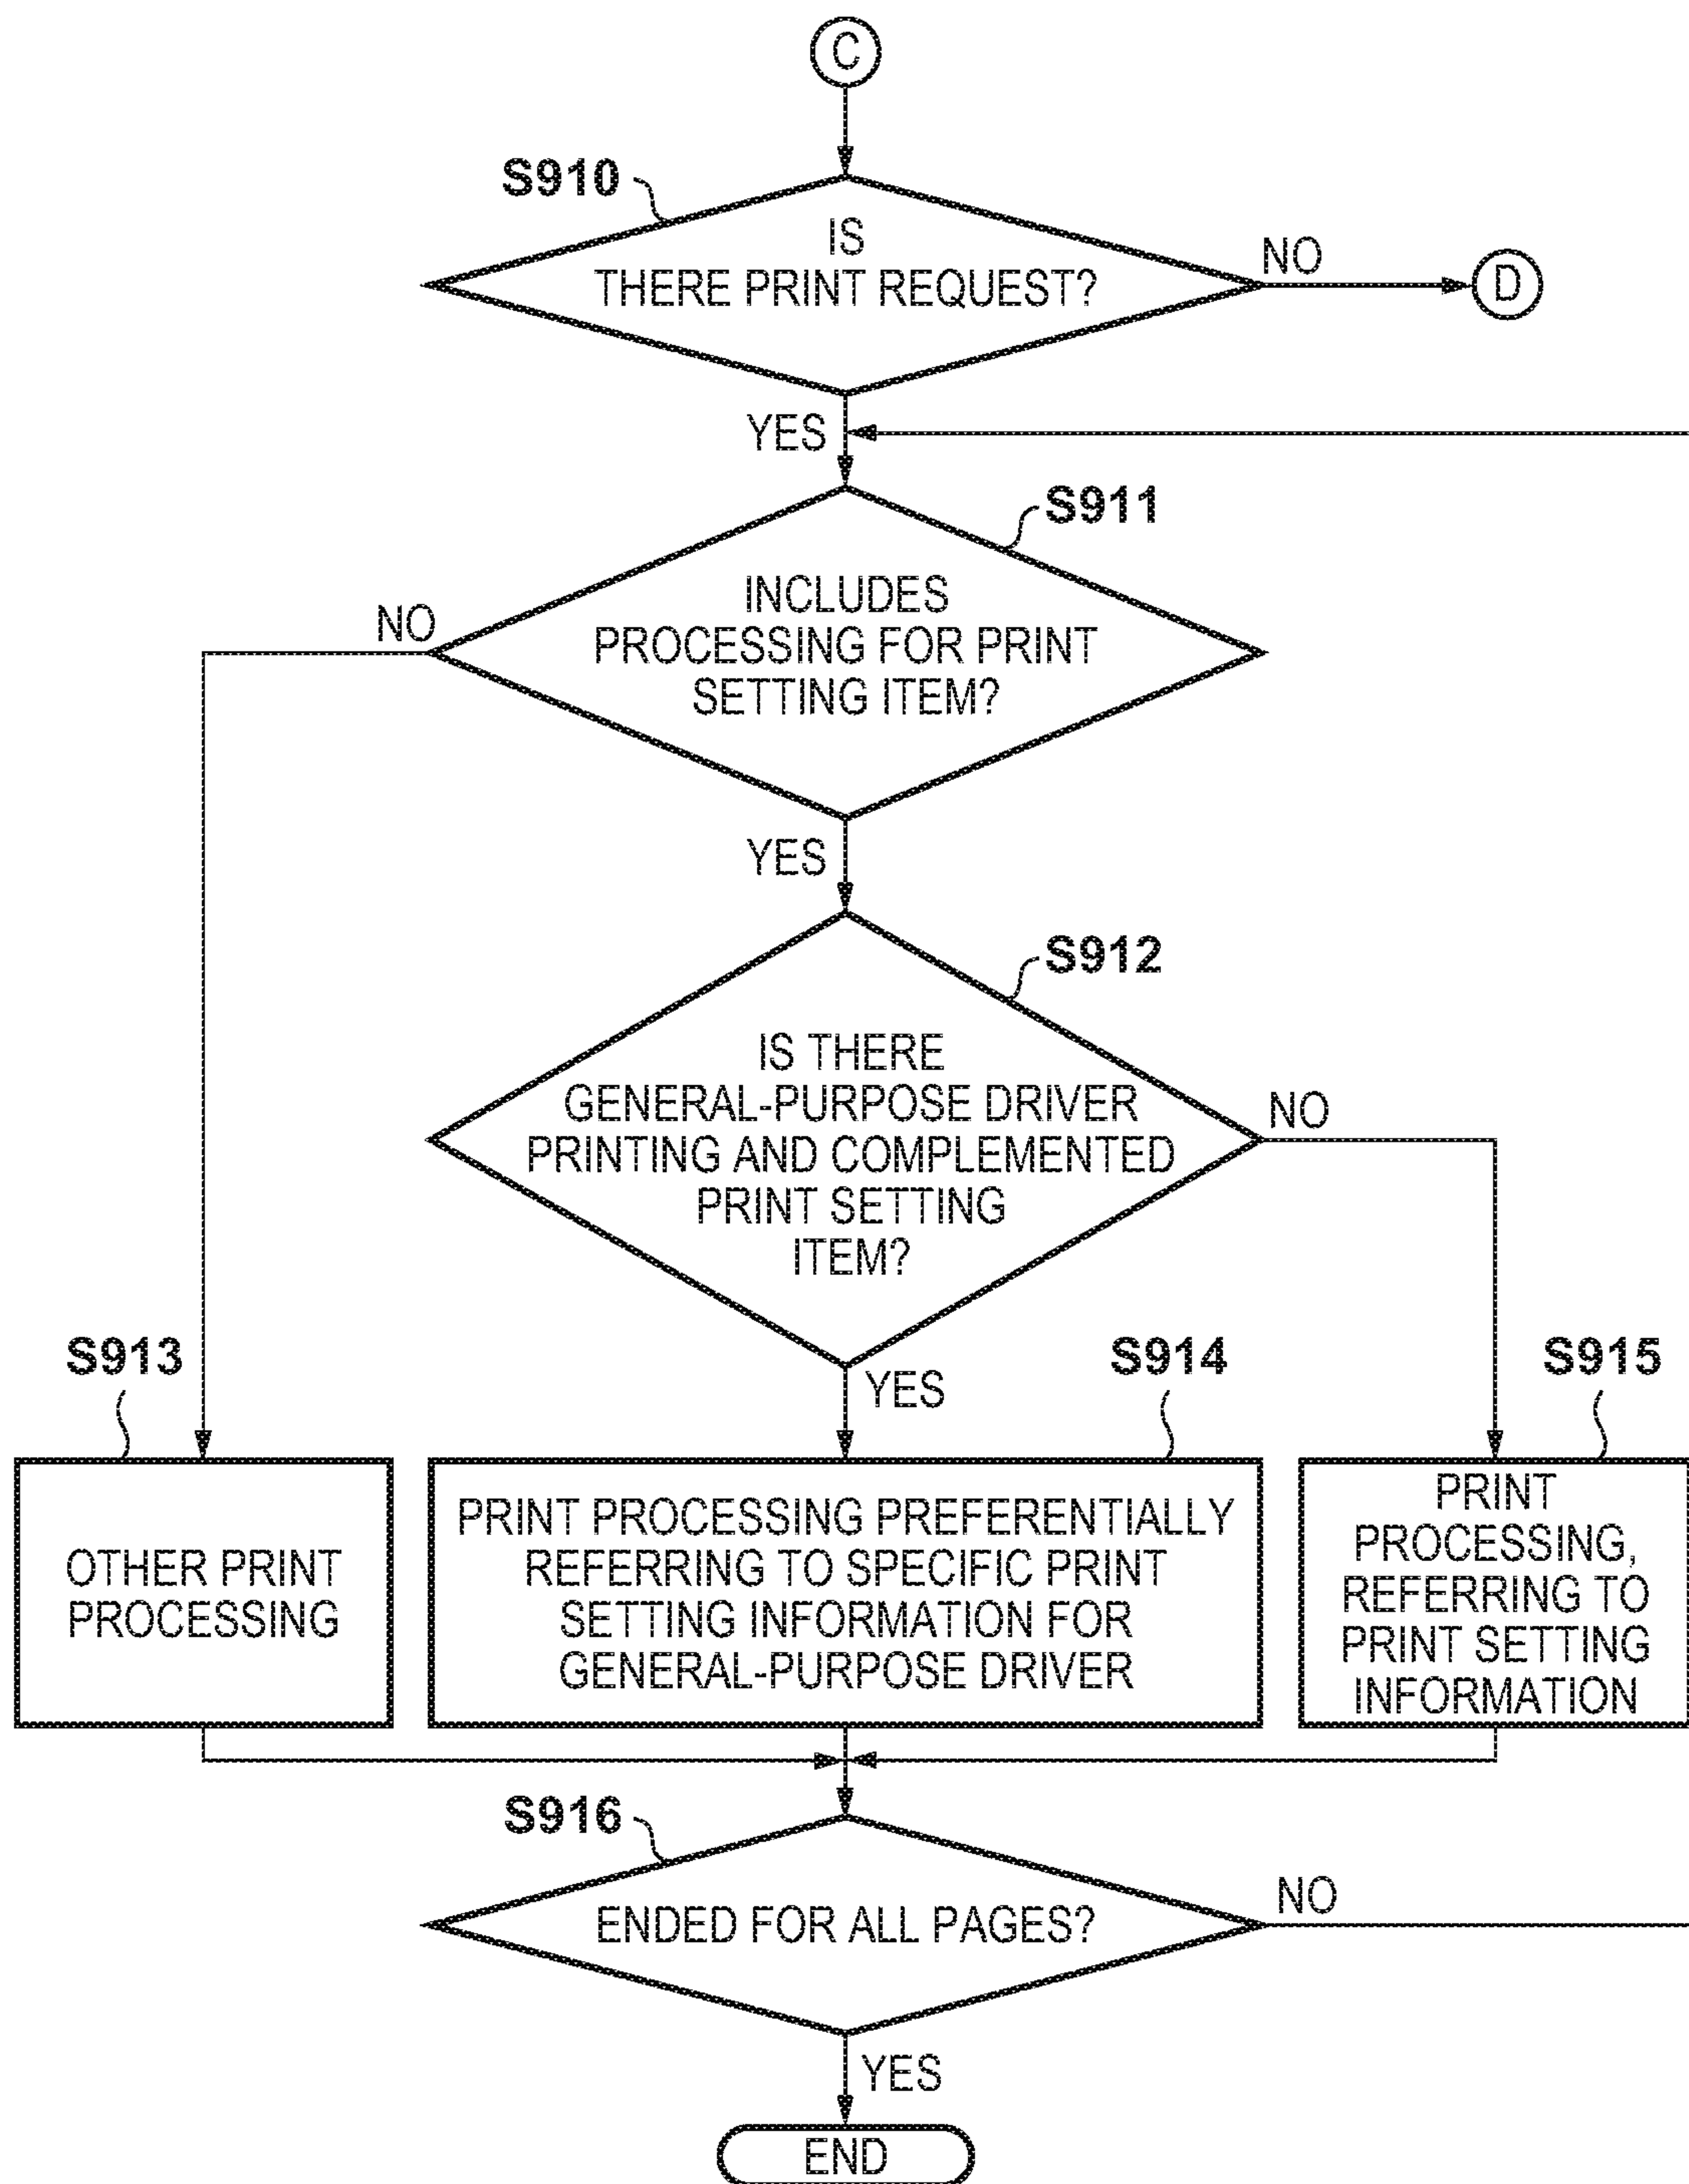 C
S910
IS
THERE PRINT REQUEST?
NO
D
YES
S911
INCLUDES
PROCESSING FOR PRINT
SETTING ITEM?
NO
YES
S912
IS THERE
GENERAL-PURPOSE DRIVER
PRINTING AND COMPLEMENTED
PRINT SETTING
ITEM?
NO
YES
S913
OTHER PRINT
PROCESSING
S914
PRINT PROCESSING PREFERENTIALLY
REFERRING TO SPECIFIC PRINT
SETTING INFORMATION FOR
GENERAL-PURPOSE DRIVER
S915
PRINT
PROCESSING,
REFERRING TO
PRINT SETTING
INFORMATION
S916
ENDED FOR ALL PAGES?
NO
YES
END